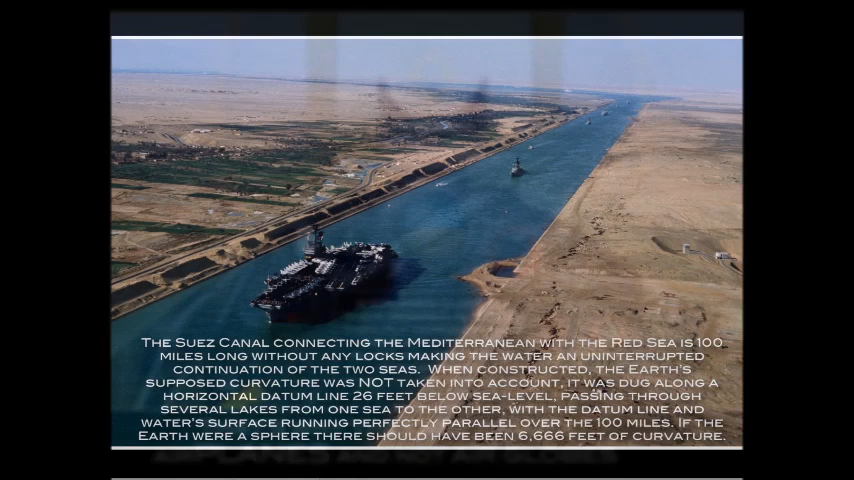 THE SUEZ CANAL CONNECTING THE MEDITERRANEAN WITH THE RED SEA IS 100
MILES LONG WITHOUT ANY LOCKS MAKING THE WATER AN UNINTERRUPTED
CONTINUATION OF THE TWO SEAS. WHEN CONSTRUCTED, THE EARTH'S
SUPPOSED CURVATURE WAS NOT TAKEN INTO ACCOUNT, IT WAS DUG ALONG A
HORIZONTAL DATUM LINE 26 FEET BELOW SEA-LEVEL, PASSING THROUGH
SEVERAL LAKES FROM ONE SEA TO THE OTHER, WITH THE DATUM LINE AND
WATER'S SURFACE RUNNING PERFECTLY PARALLEL OVER THE 100 MILES. IF THE
EARTH WERE A SPHERE THERE SHOULD HAVE BEEN 6,666 FEET OF CURVATURE.